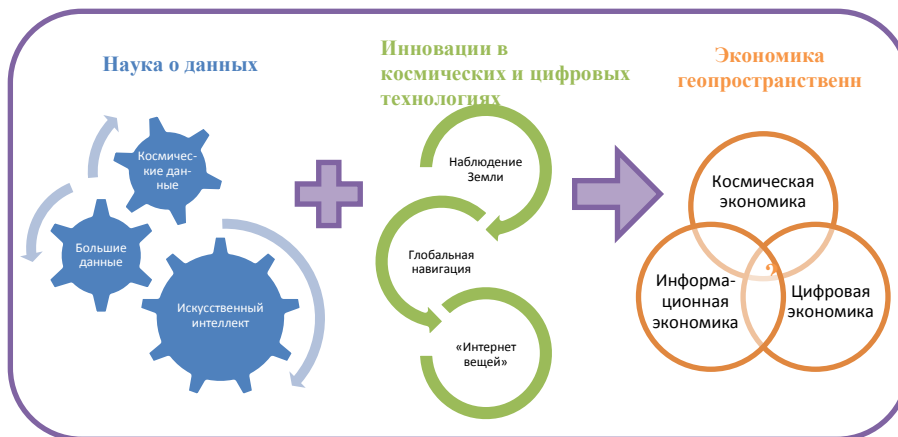 Наука о данных
Космичес-
кие дан-
ные
Большие
данные
Искусственный
интеллект
Инновации в
космических и цифровых
технологиях
Наблюдение
Земли
Глобальная
навигация
«Интернет
вещей»
Экономика
геопространственн
Космическая
экономика
?
Информа-
ционная
экономика
Цифровая
экономика